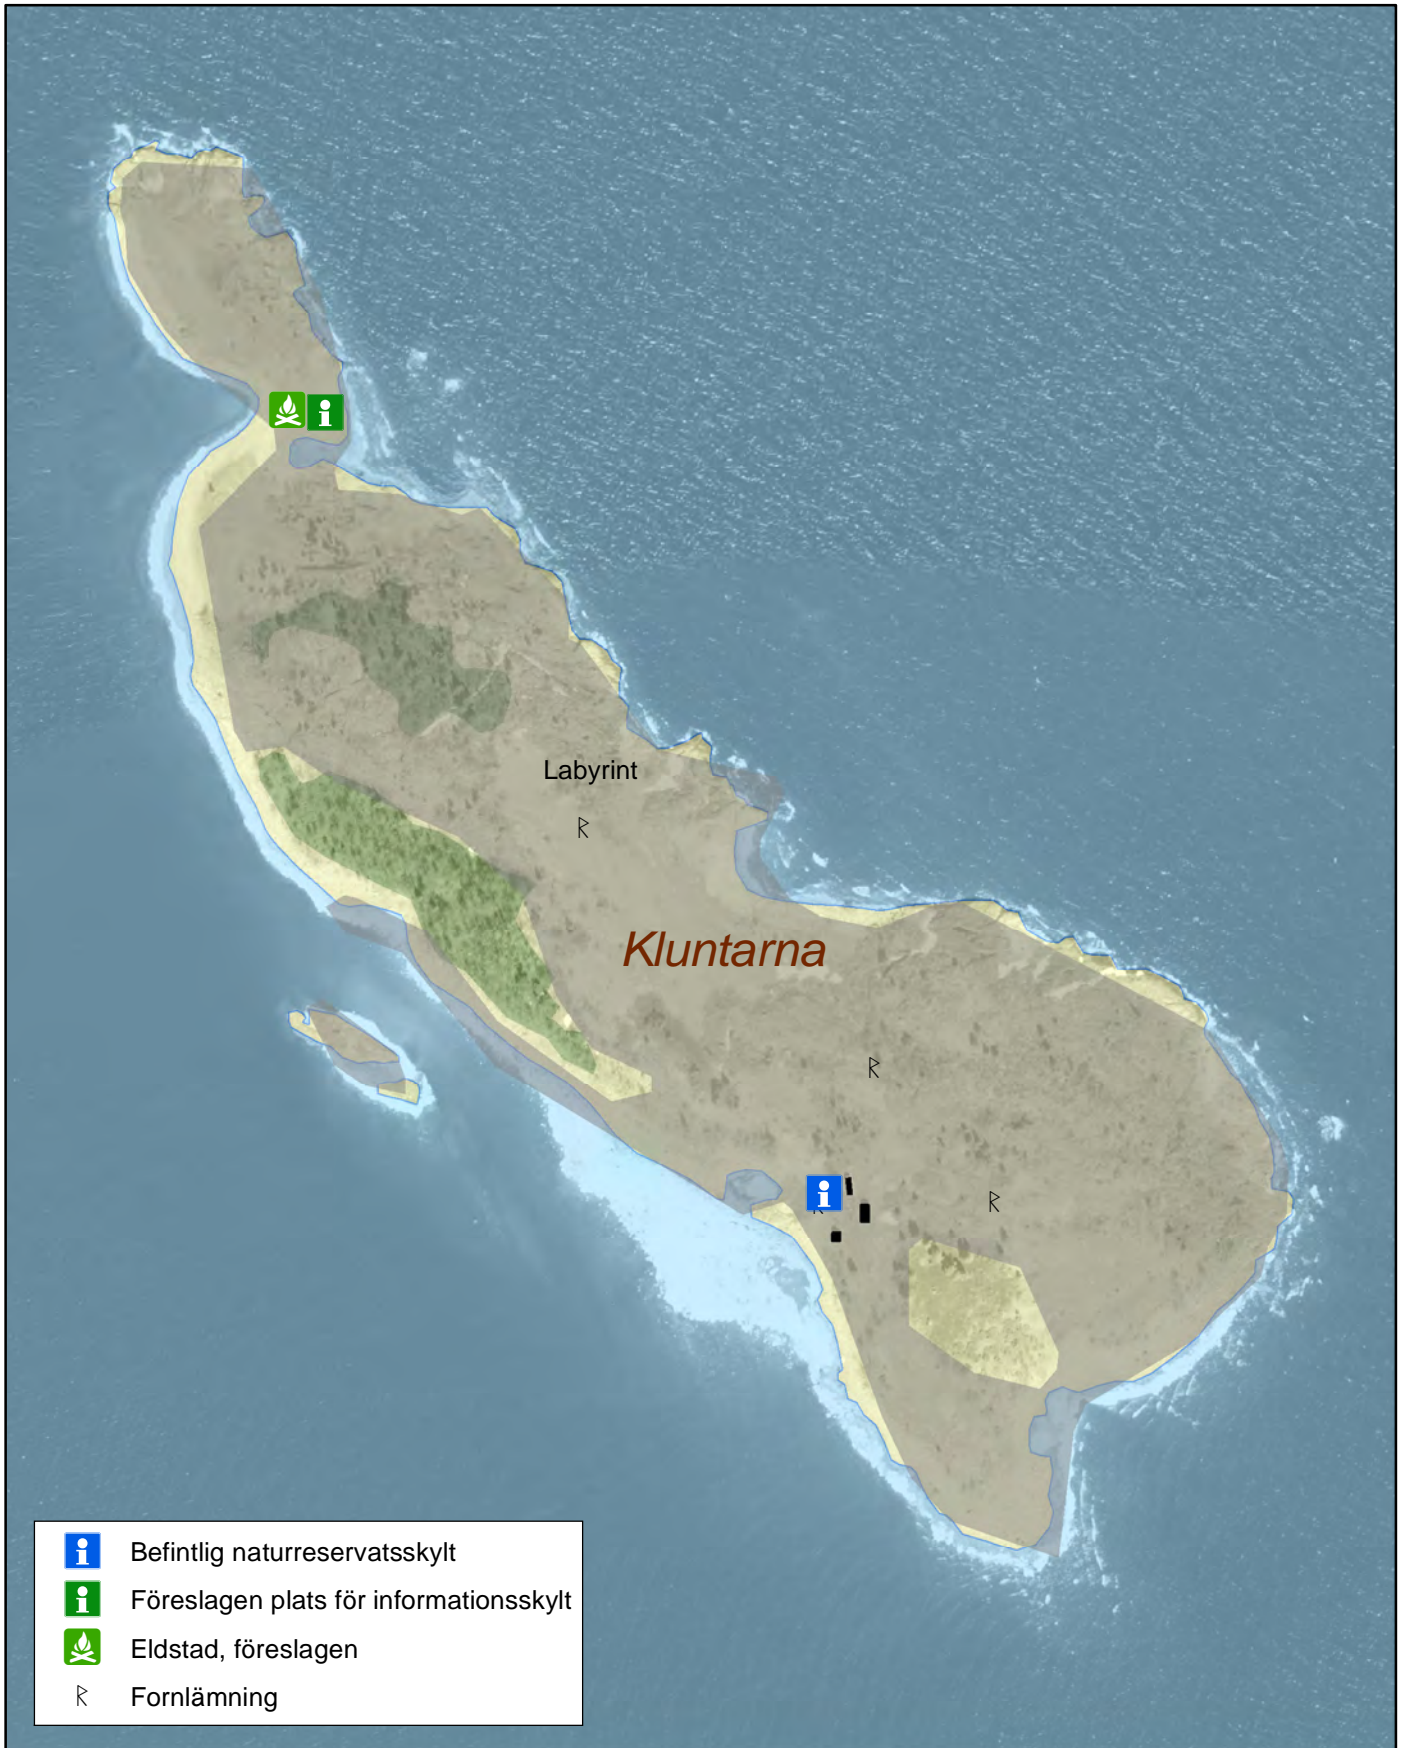 Labyrint
ᚱ
Kluntarna
ᚱ
ᚱ
Befintlig naturreservatsskylt
Föreslagen plats för informationsskylt
Eldstad, föreslagen
ᚱ Fornlämning